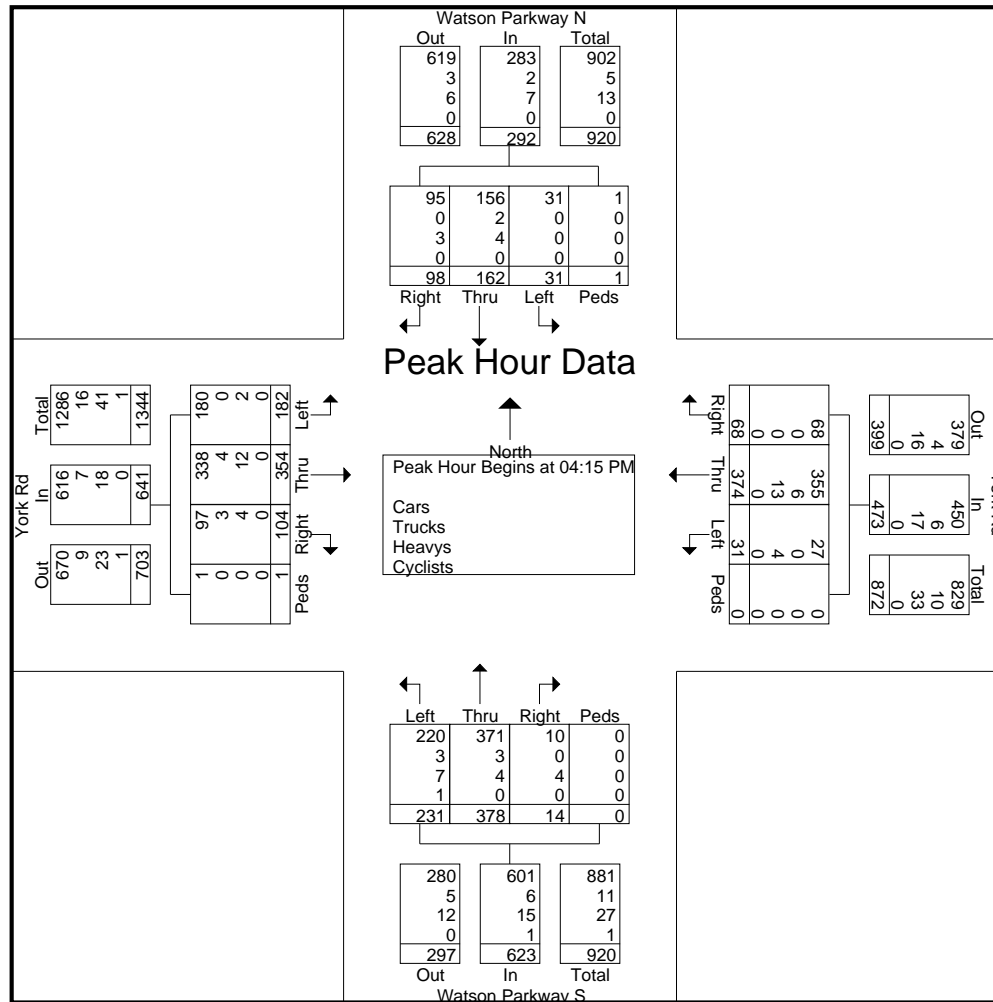 Watson Parkway N
Out In Total
619 283 902
3 2 5
6 7 13
0 0 0
628 292 920
95 156 31 1
0 2 0 0
3 4 0 0
0 0 0 0
98 162 31 1
Right Thru Left Peds
Peak Hour Data
York Rd
Total
1286
16
41
1
1344
In
616
7
18
0
641
Out
670
9
23
1
703
180
0
2
0
182
Left
338
4
12
0
354
Thru
97
3
4
0
104
Right
1
0
0
0
1
Peds
North
Peak Hour Begins at 04:15 PM
Cars
Trucks
Heavys
Cyclists
Right
68
0
0
0
68
Thru
355
6
13
0
374
Left
27
0
4
0
31
Peds
0
0
0
0
0
Out
379
4
16
0
399
In
450
6
17
0
473
Total
829
10
33
0
872
Left Thru Right Peds
220 371 10 0
3 3 0 0
7 4 4 0
1 0 0 0
231 378 14 0
280 601 881
5 6 11
12 15 27
0 1 1
297 623 920
Out In Total
Watson Parkway S